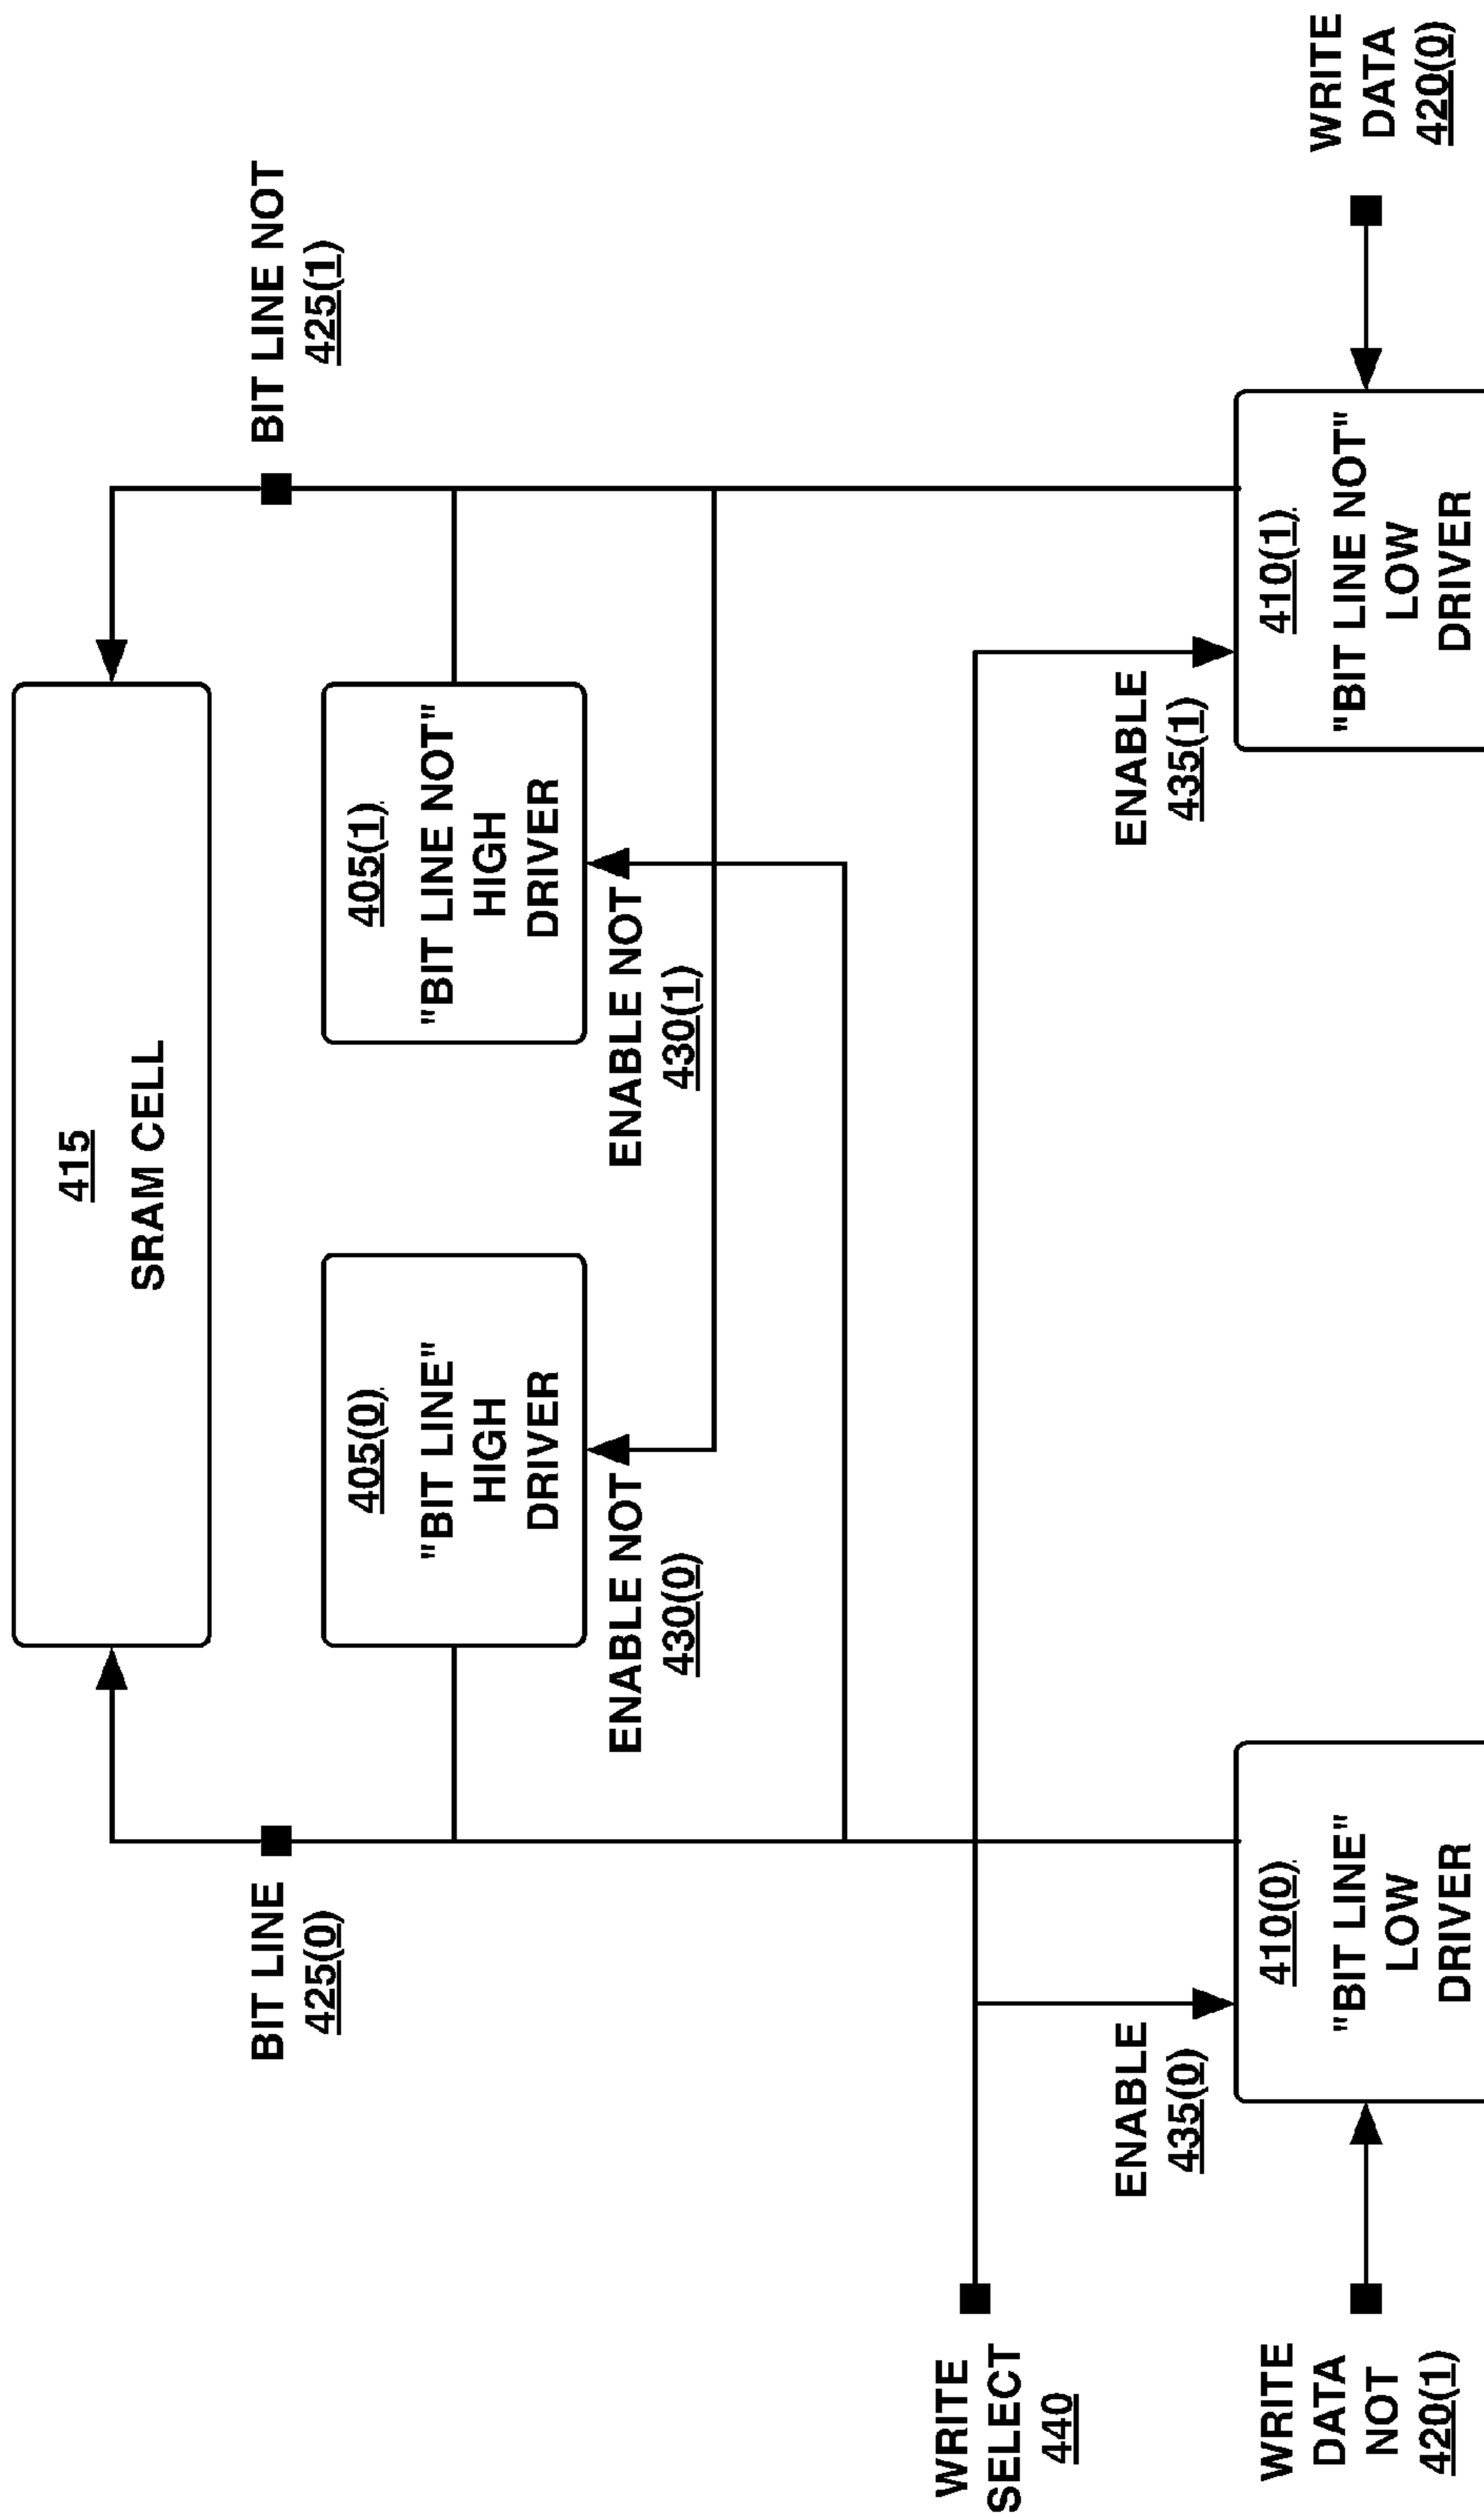 415
SRAM CELL
BIT LINE
425(0)
BIT LINE NOT
425(1)
405(0)
"BIT LINE"
HIGH
DRIVER
405(1)
"BIT LINE NOT"
HIGH
DRIVER
ENABLE NOT
430(0)
ENABLE NOT
430(1)
WRITE
SELECT
440
ENABLE
435(0)
ENABLE
435(1)
WRITE
DATA
NOT
420(1)
410(0)
"BIT LINE"
LOW
DRIVER
410(1)
"BIT LINE NOT"
LOW
DRIVER
WRITE
DATA
420(0)